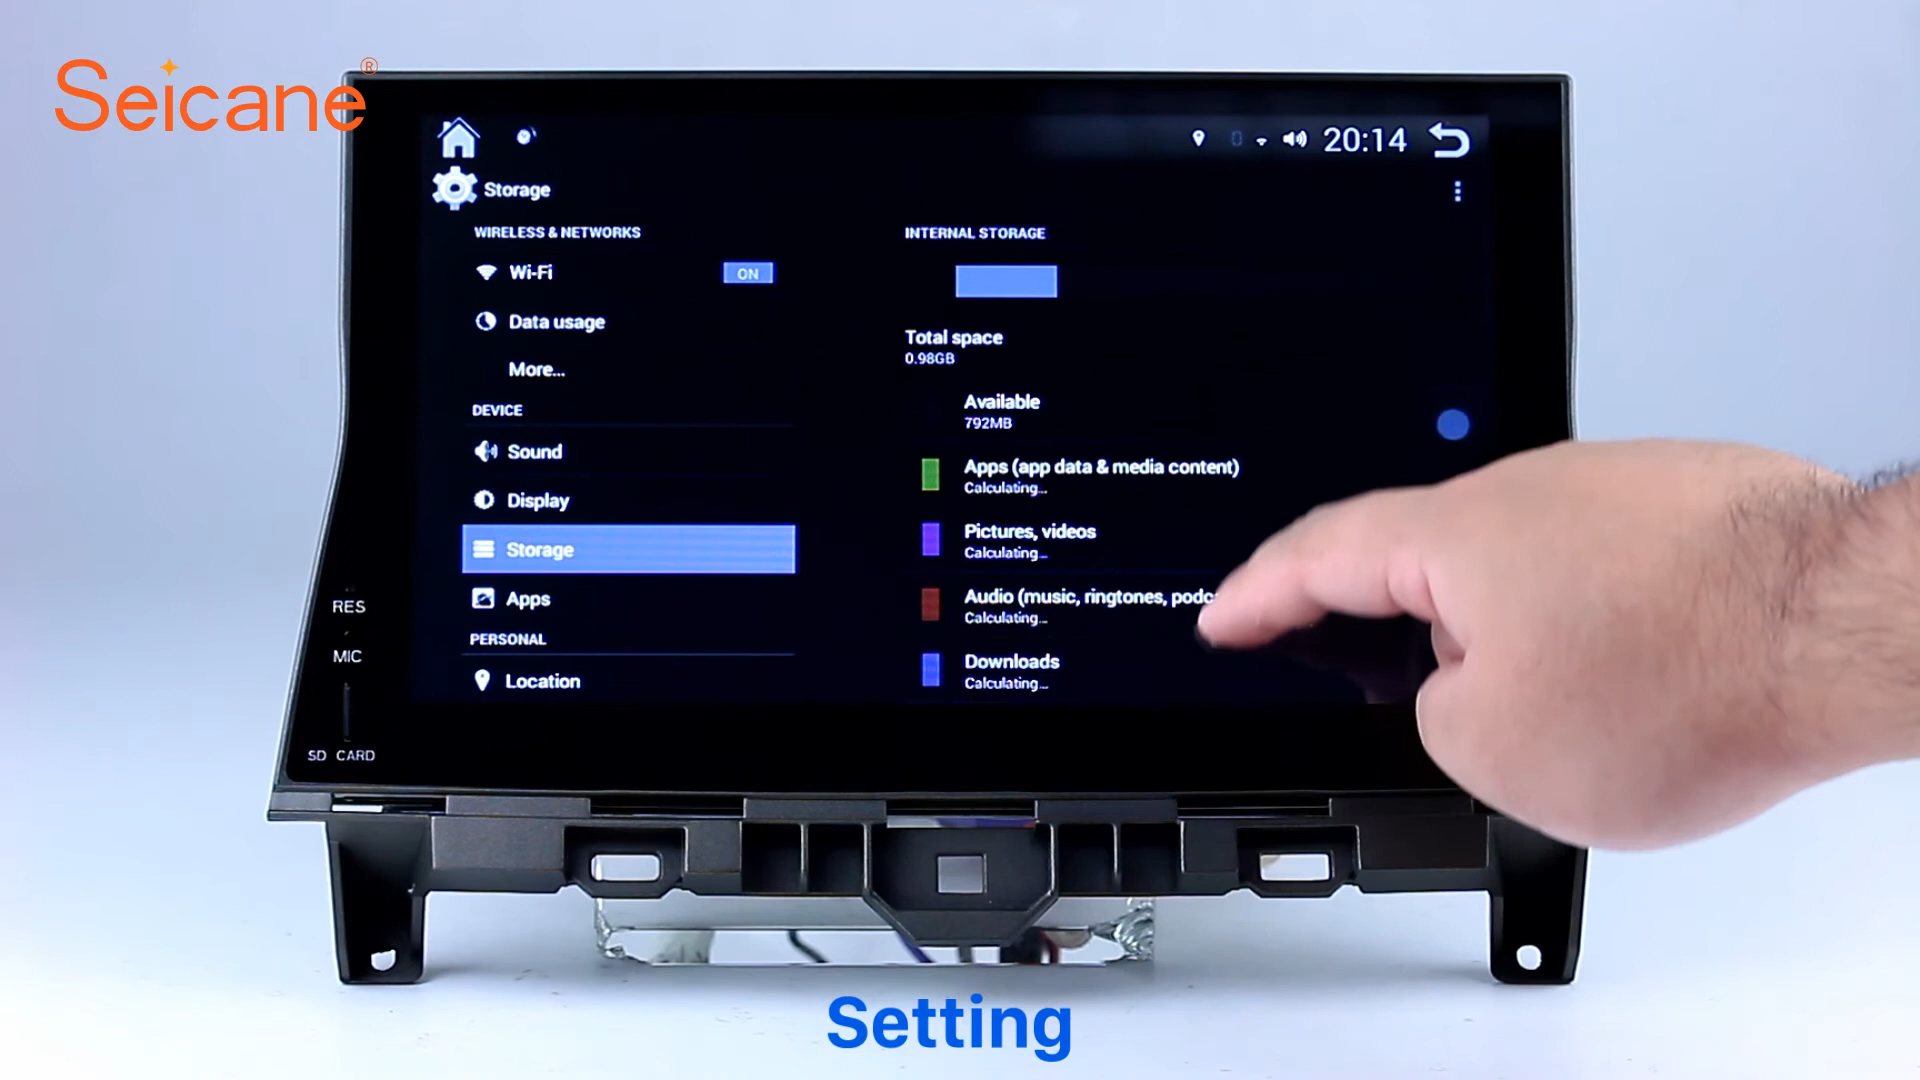 Seicane®
20:14
Storage
WIRELESS & NETWORKS
Wi-Fi
ON
Data usage
More...
DEVICE
Sound
Display
Storage
Apps
PERSONAL
Location
INTERNAL STORAGE
Total space
0.98GB
Available
792MB
Apps (app data & media content)
Calculating...
Pictures, videos
Calculating...
Audio (music, ringtones,
Calculating...
Downloads
Calculating...
RES
MIC
SD CARD
Setting